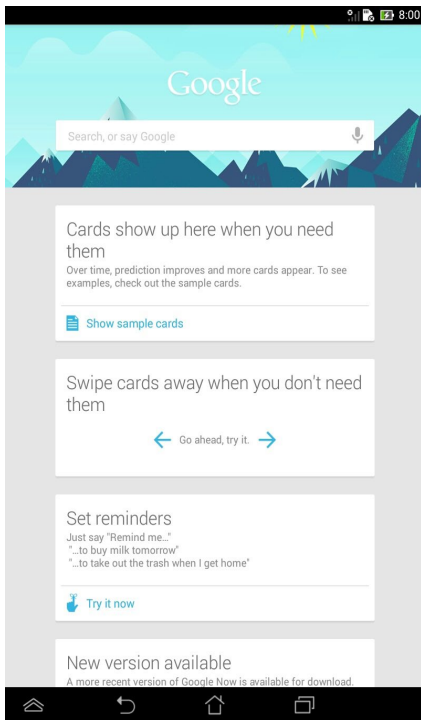 8:00
Google
Search, or say Google
Cards show up here when you need
them
Over time, prediction improves and more cards appear. To see
examples, check out the sample cards.
Show sample cards
Swipe cards away when you don't need
them
Go ahead, try it.
Set reminders
Just say "Remind me..."
"...to buy milk tomorrow"
"...to take out the trash when I get home"
Try it now
New version available
A more recent version of Google Now is available for download.